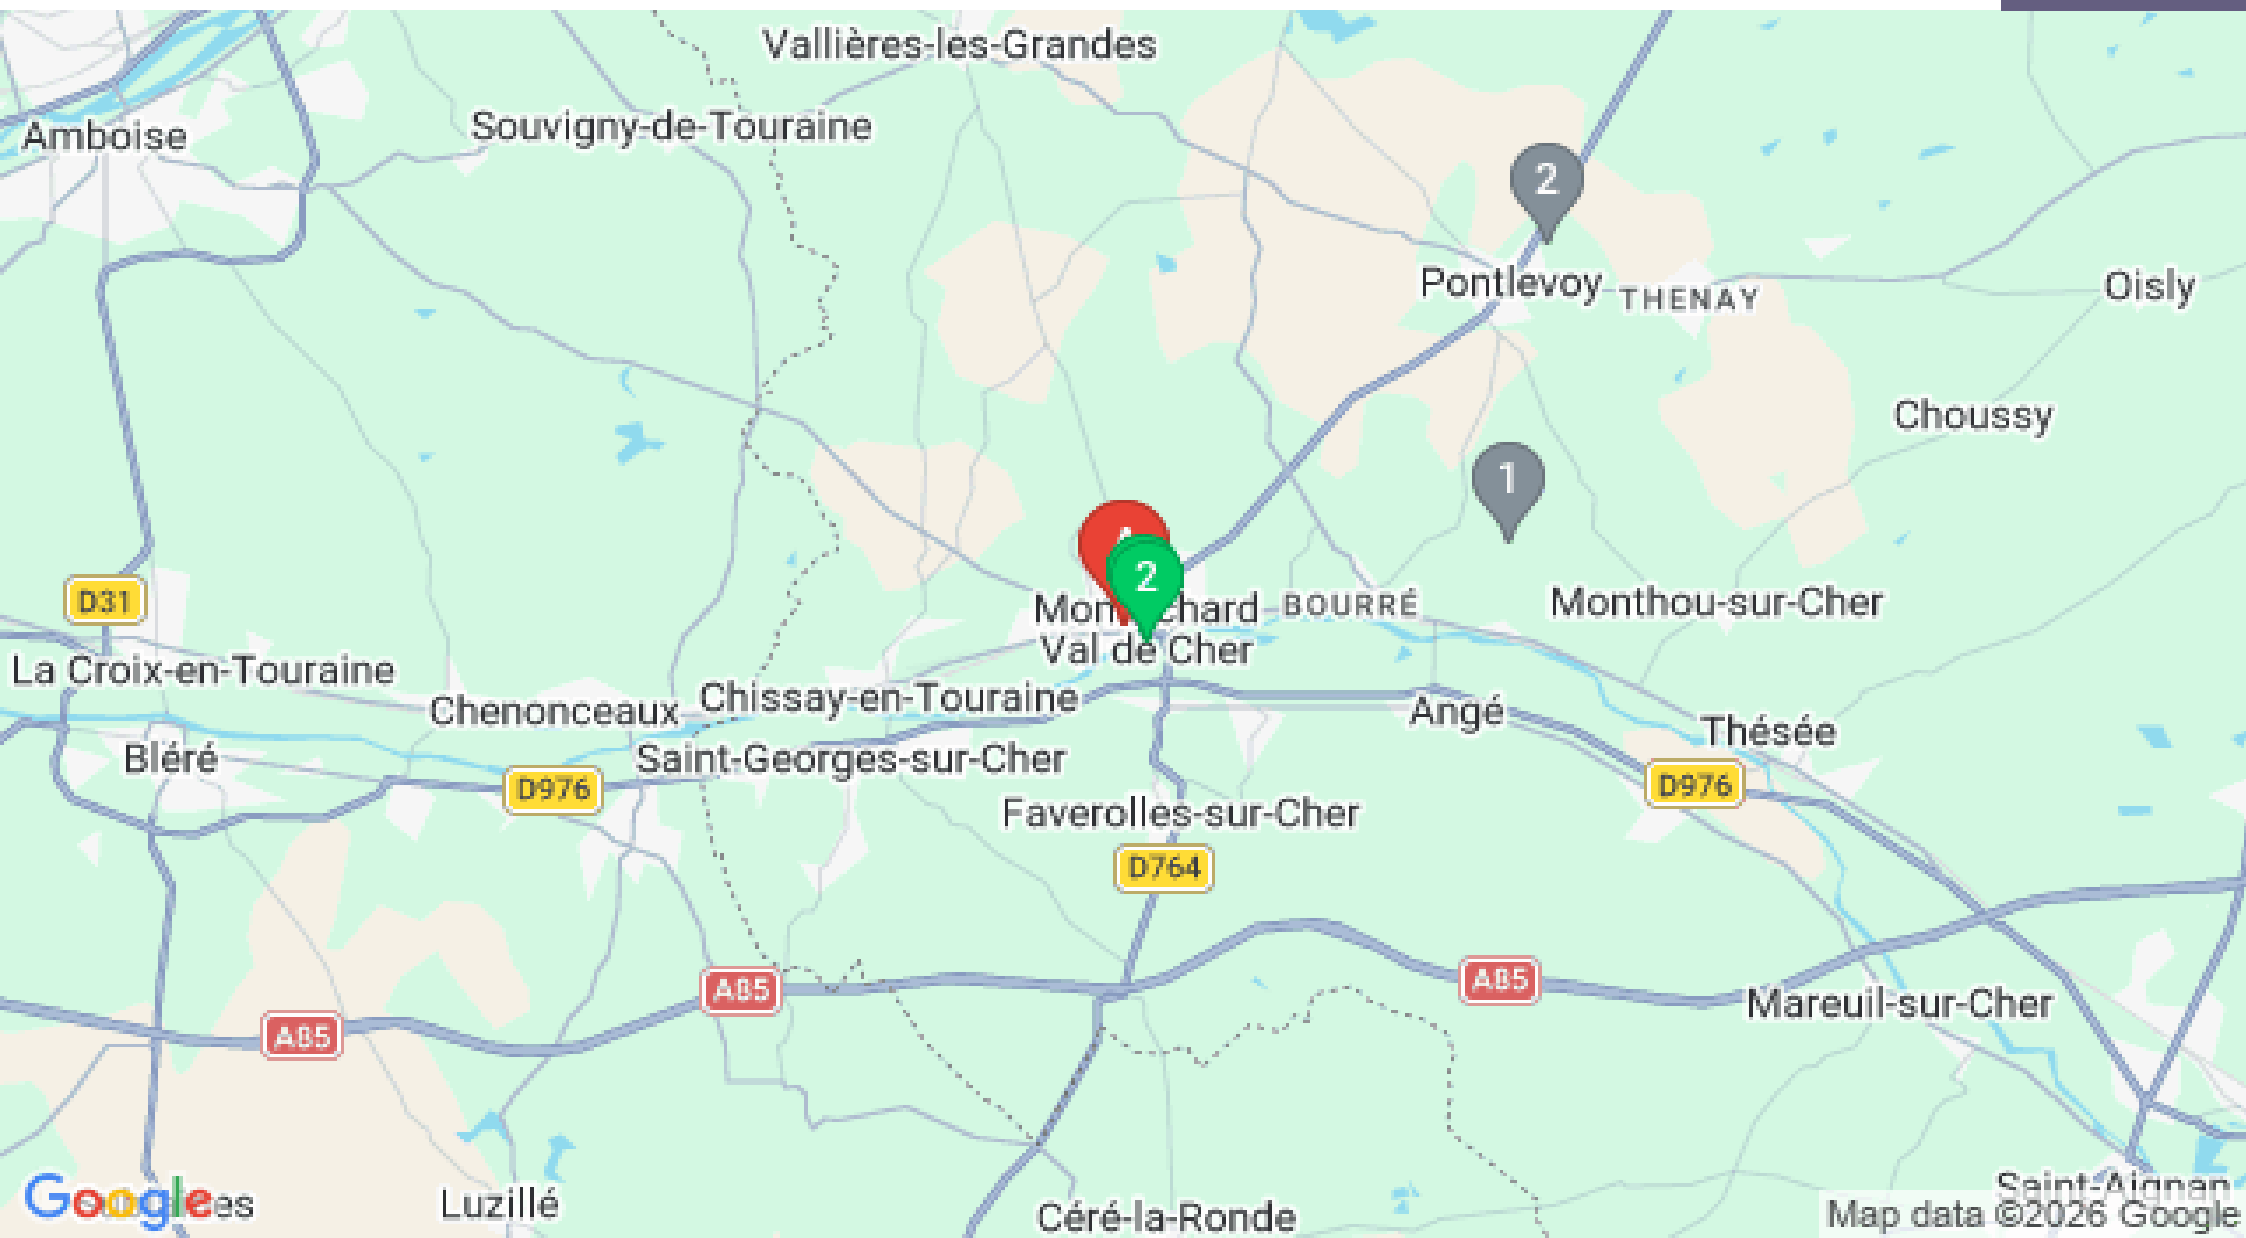 Vallières-les-Grandes
Souvigny-de-Touraine
Amboise
2
Pontlevoy
THENAY
Oisly
Choussy
1
2
D31
BOURRÉ
Monthou-sur-Cher
Val de Cher
La Croix-en-Touraine
Chenonceaux
Chissay-en-Touraine
Angé
Thésée
Bléré
Saint-Georges-sur-Cher
D976
D976
Faverolles-sur-Cher
D764
A85
A85
A85
Mareuil-sur-Cher
Saint-Aignan
Google
Luzillé
Céré-la-Ronde
Map data ©2026 Google